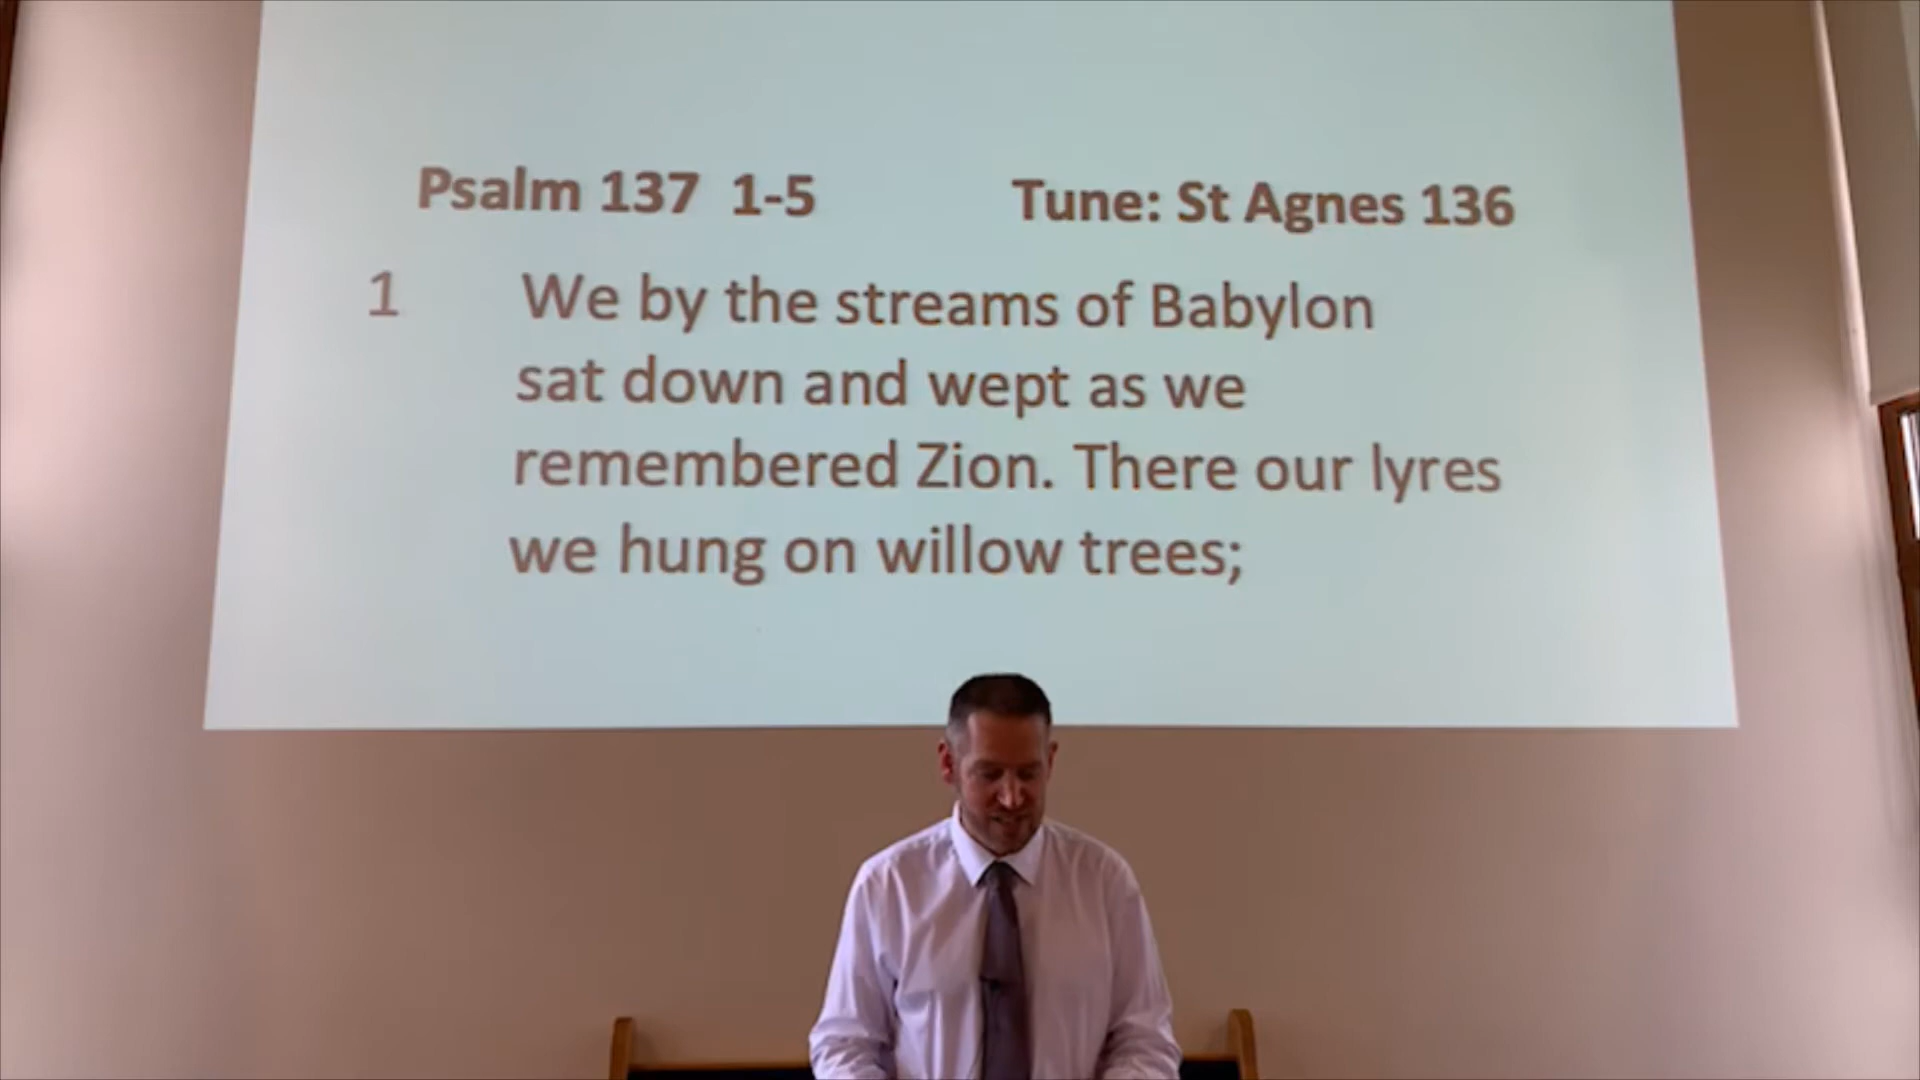 Psalm 137 1-5 Tune: St Agnes 136
1 We by the streams of Babylon
sat down and wept as we
remembered Zion. There our lyres
we hung on willow trees;